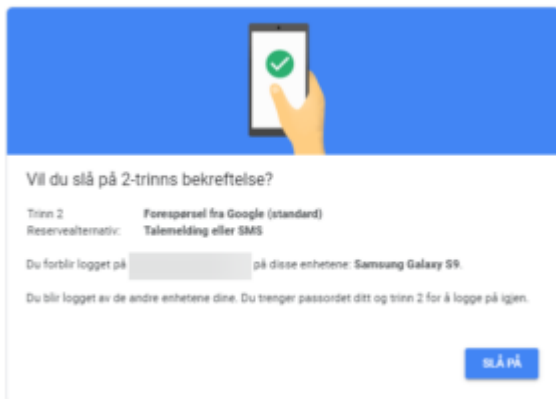 Vil du slå på 2-trinns bekreftelse?
Trinn 2 Forespørsel fra Google (standard)
Reservealternativ: Talemelding eller SMS
Du forblir logget på på disse enhetene: Samsung Galaxy S9.
Du blir logget av de andre enhetene dine. Du trenger passordet ditt og trinn 2 for å logge på igjen.
SLÅ PÅ